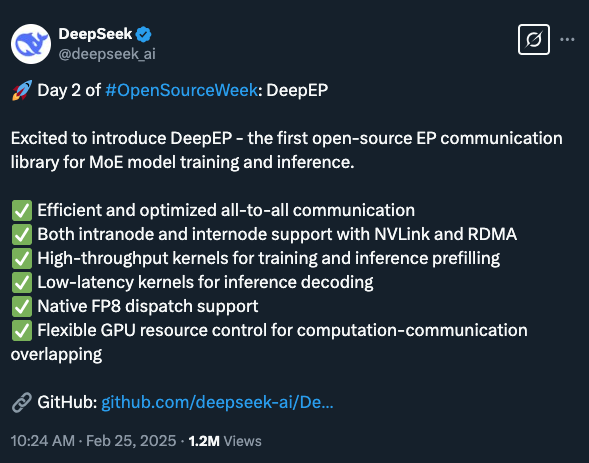 DeepSeek
@deepseek_ai
🚀 Day 2 of #OpenSourceWeek: DeepEP
Excited to introduce DeepEP - the first open-source EP communication
library for MoE model training and inference.
✅ Efficient and optimized all-to-all communication
✅ Both intranode and internode support with NVLink and RDMA
✅ High-throughput kernels for training and inference prefilling
✅ Low-latency kernels for inference decoding
✅ Native FP8 dispatch support
✅ Flexible GPU resource control for computation-communication
overlapping
🔗 GitHub: github.com/deepseek-ai/De...
10:24 AM · Feb 25, 2025 · 1.2M Views